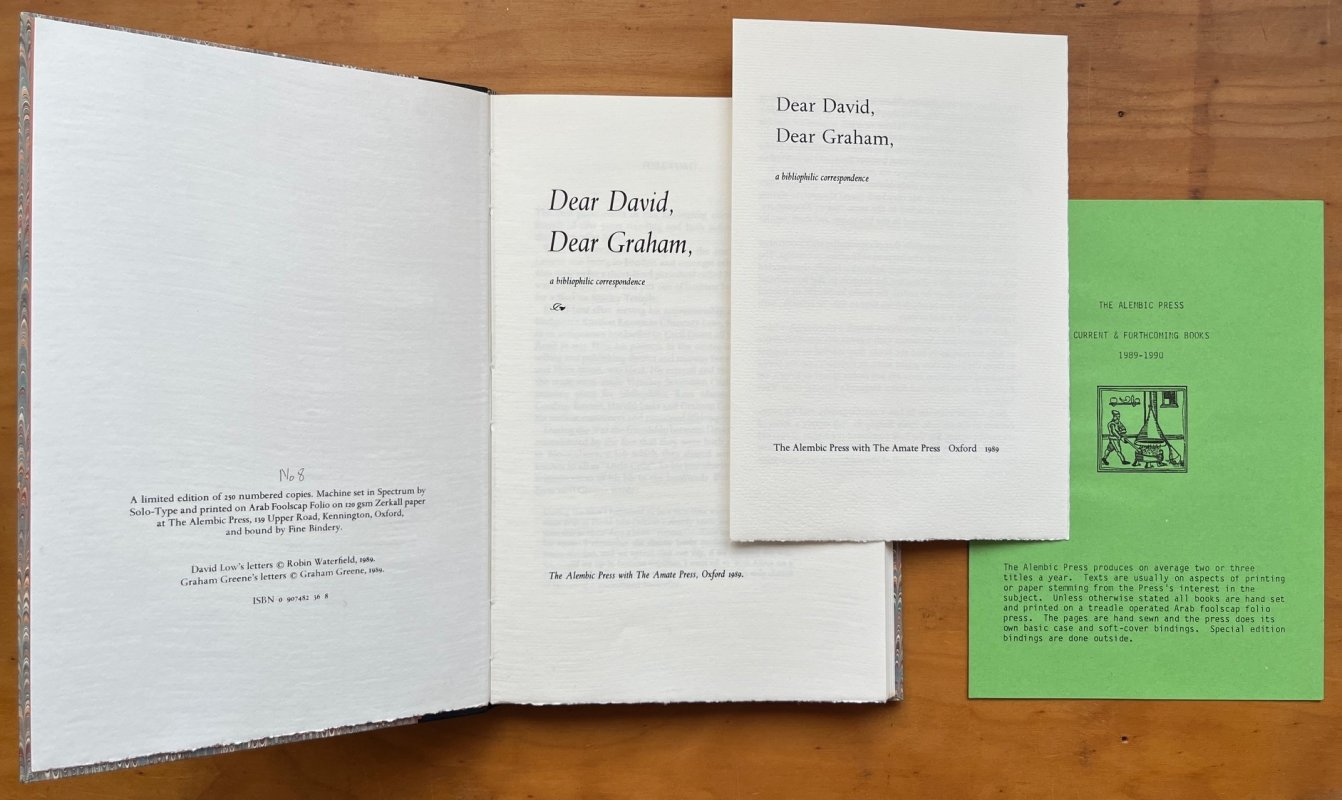 No 8
A limited edition of 250 numbered copies. Machine set in Spectrum by
Solo-Type and printed on Arab Foolscap Folio on 120 gsm Zerkall paper
at The Alembic Press, 139 Upper Road, Kennington, Oxford,
and bound by Fine Bindery.
David Low's letters © Robin Waterfield, 1989.
Graham Greene's letters © Graham Greene, 1989.
ISBN 0 907482 36 8
Dear David,
Dear Graham,
a bibliophilic correspondence
The Alembic Press with The Amate Press, Oxford 1989.
Dear David,
Dear Graham,
a bibliophilic correspondence
The Alembic Press with The Amate Press Oxford 1989
THE ALEMBIC PRESS
CURRENT & FORTHCOMING BOOKS
1989-1990
The Alembic Press produces on average two or three
titles a year. Texts are usually on aspects of printing
or paper stemming from the Press's interest in the
subject. Unless otherwise stated all books are hand set
and printed on a treadle operated Arab foolscap folio
press. The pages are hand sewn and the press does its
own basic case and soft-cover bindings. Special edition
bindings are done outside.